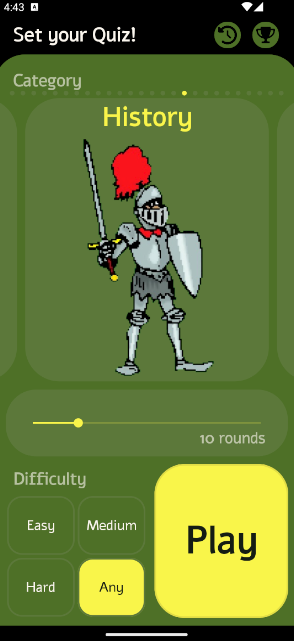 4:43
Set your Quiz!
Category
History
10 rounds
Difficulty
Easy
Medium
Hard
Any
Play